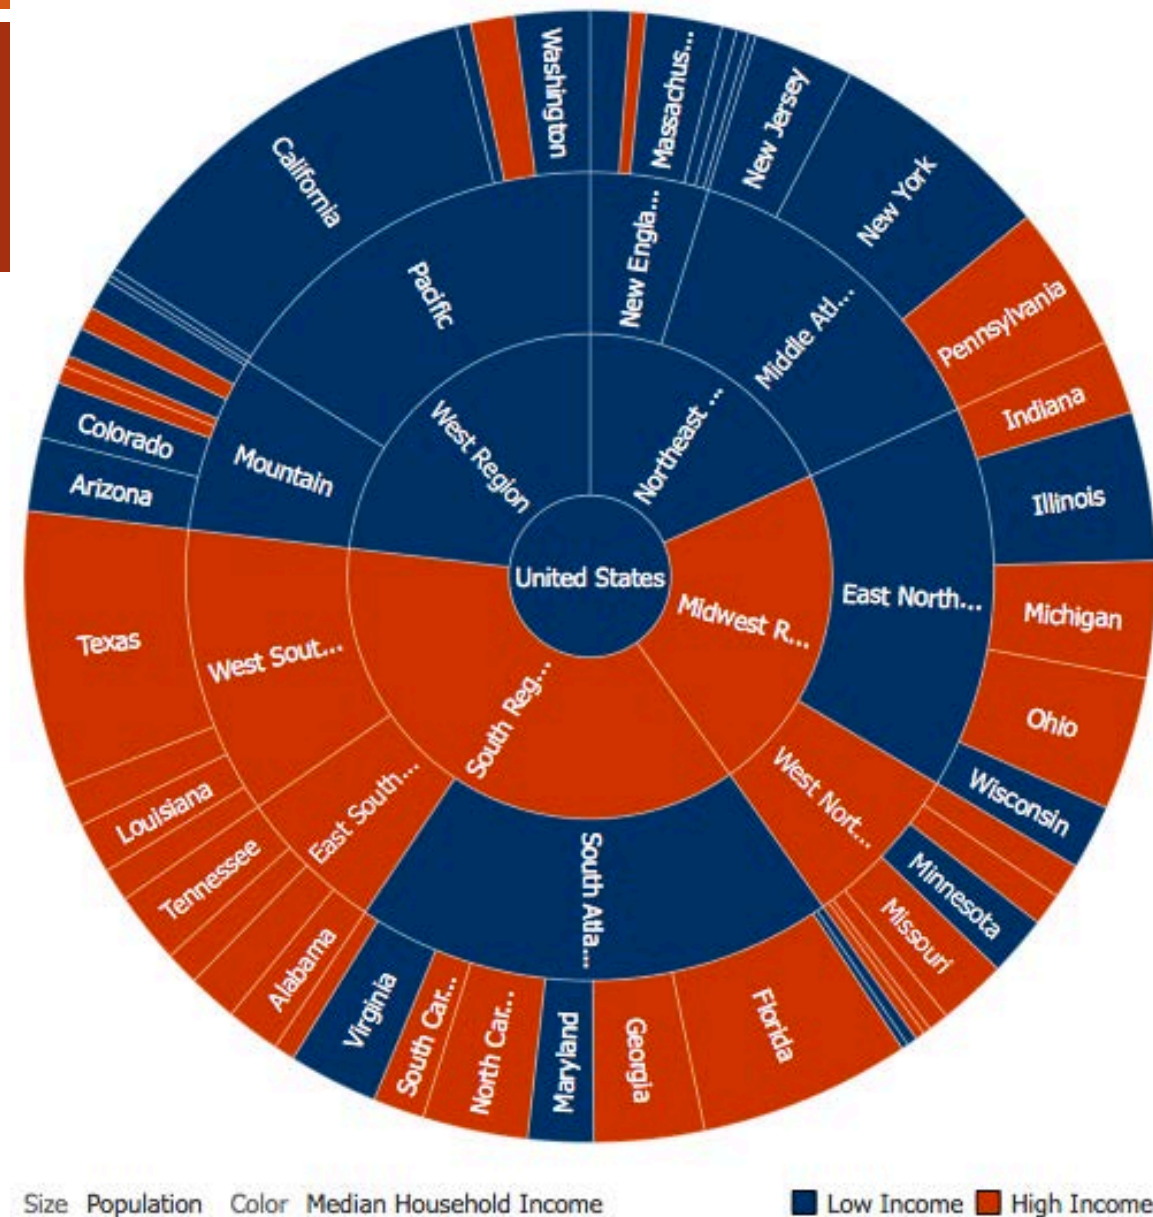 Washington
Massachus...
New Jersey
New York
Pennsylvania
Indiana
Illinois
Michigan
Ohio
Wisconsin
Minnesota
Missouri
Florida
Georgia
Maryland
North Car...
South Car...
Virginia
Alabama
Tennessee
Louisiana
Texas
Arizona
Colorado
California
Pacific
New Engla...
Middle Atl...
East North...
West Nort...
South Atla...
East South...
West Sout...
Mountain
West Region
Northeast ...
Midwest R...
South Reg...
United States
Size Population Color Median Household Income Low Income High Income